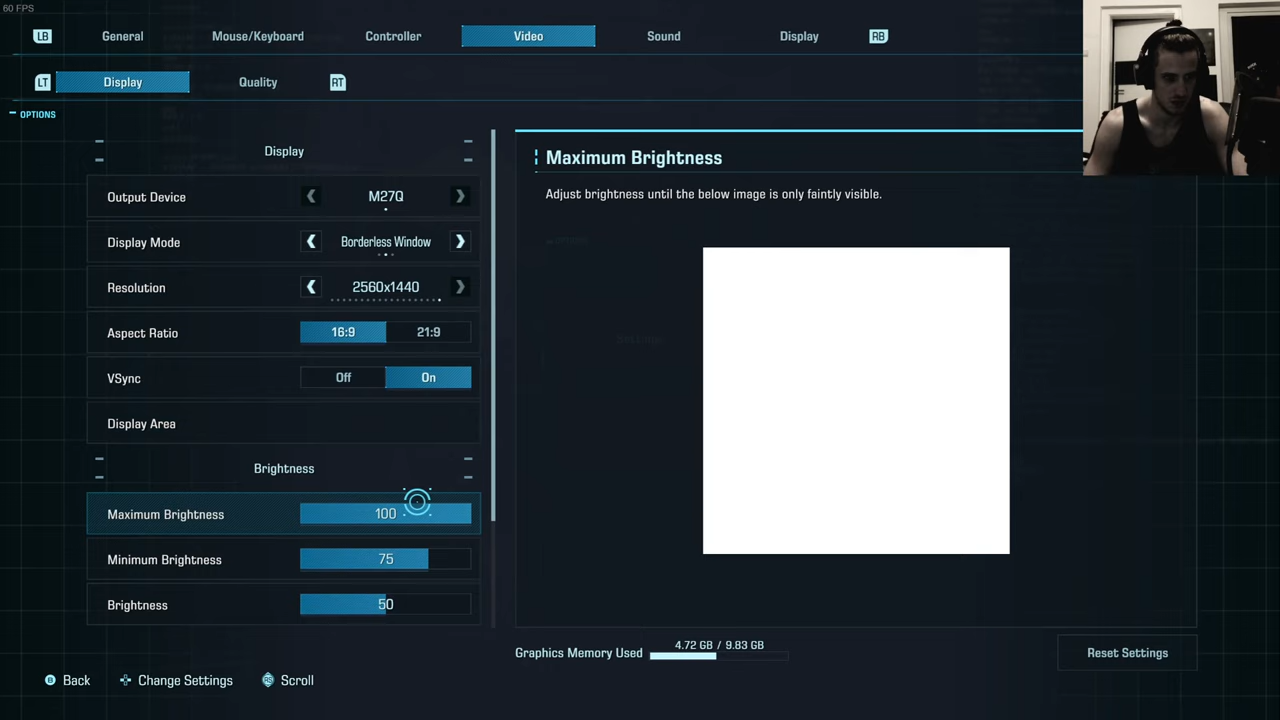 60 FPS
LB General Mouse/Keyboard Controller Video Sound Display RB
LT Display Quality RT
OPTIONS
Display
Output Device M27Q
Display Mode Borderless Window
Resolution 2560x1440
Aspect Ratio 16:9 21:9
VSync Off On
Display Area
Brightness
Maximum Brightness 100
Minimum Brightness 75
Brightness 50
Maximum Brightness
Adjust brightness until the below image is only faintly visible.
Graphics Memory Used 4.72 GB / 9.83 GB
Reset Settings
B Back Change Settings RS Scroll